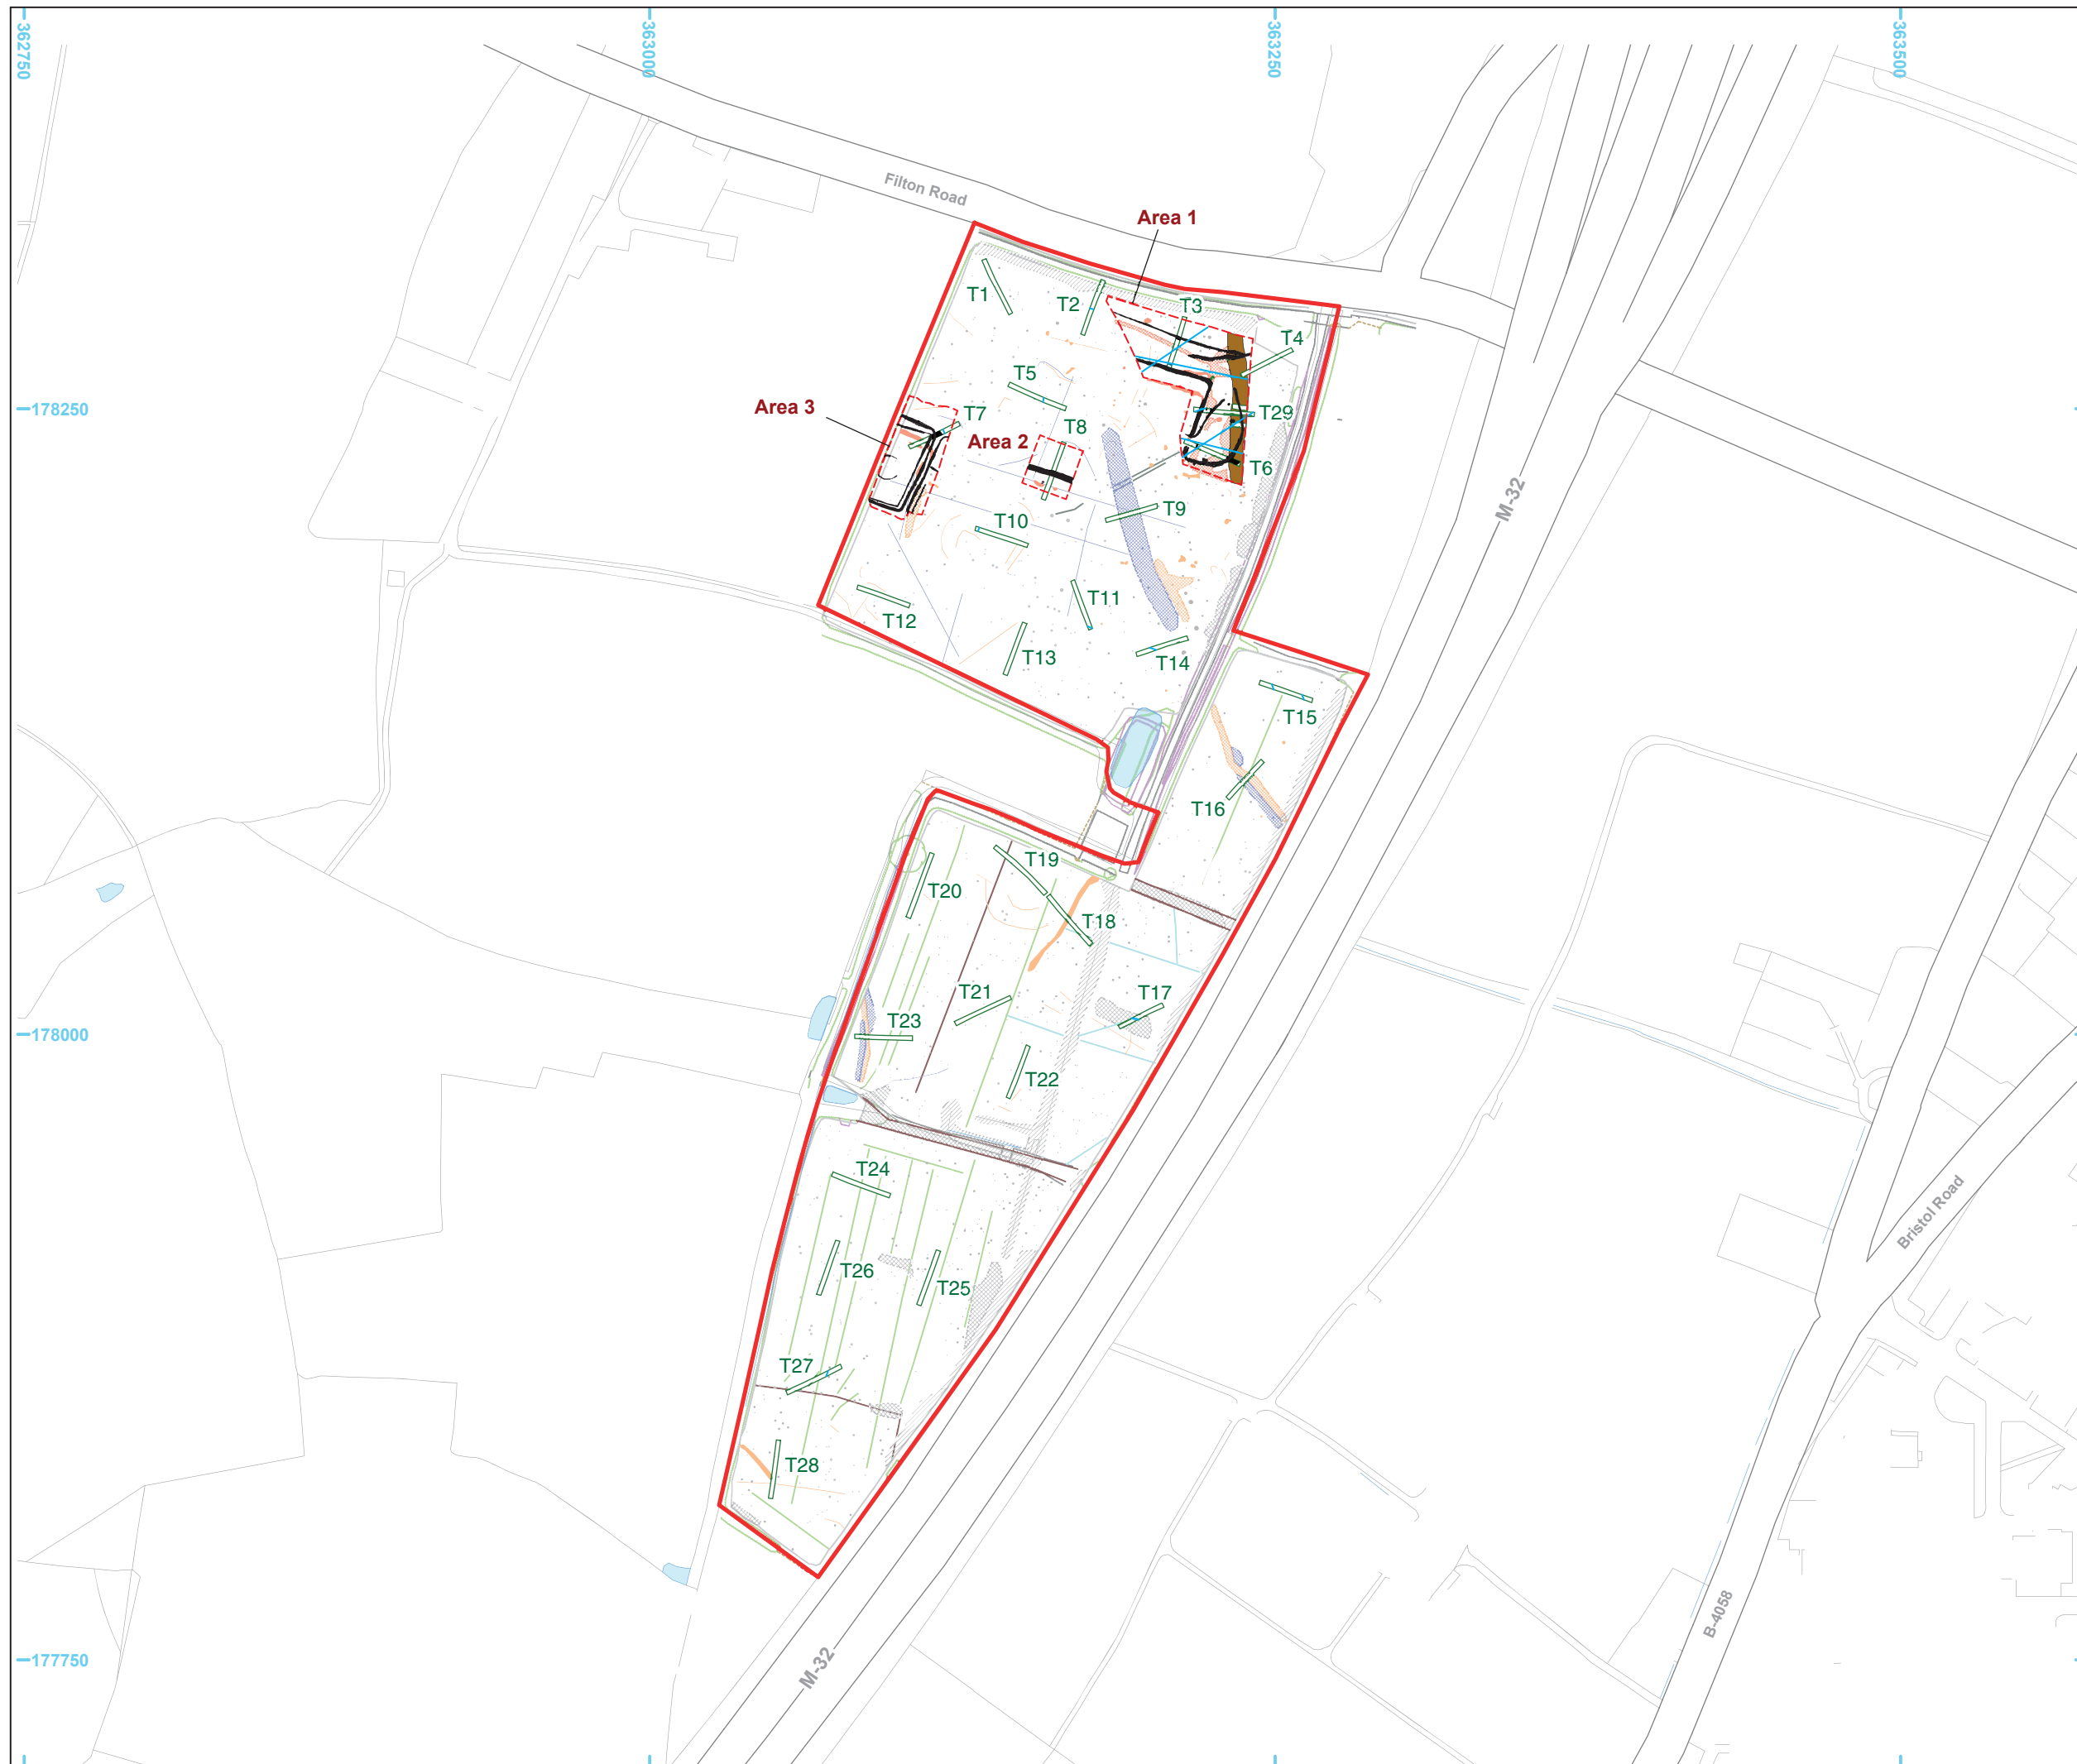 362750
363000
363250
363500
Filton Road
Area 1
T1
T2
T3
T4
T5
178250
Area 3
T7
T29
T8
Area 2
T6
M-32
T9
T10
T11
T12
T13
T14
T15
T16
T19
T20
T18
T17
T21
T23
178000
T22
T24
Bristol Road
T26
T25
T27
T28
B-4058
177750
M-32